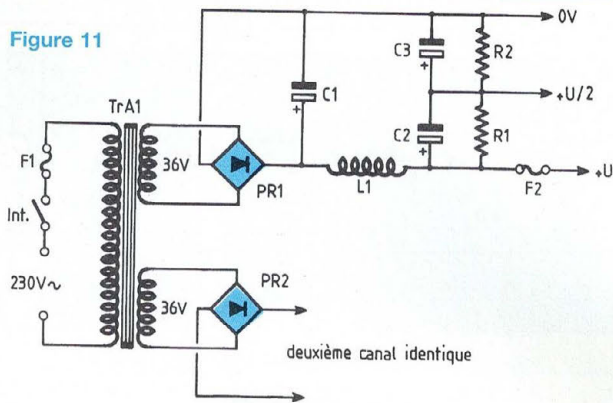 Figure 11
0V
C3
+
R2
C1
+
+U/2
TrA1
C2
+
R1
F1
36V
PR1
L1
F2
+U
Int.
230V~
36V
PR2
deuxième canal identique